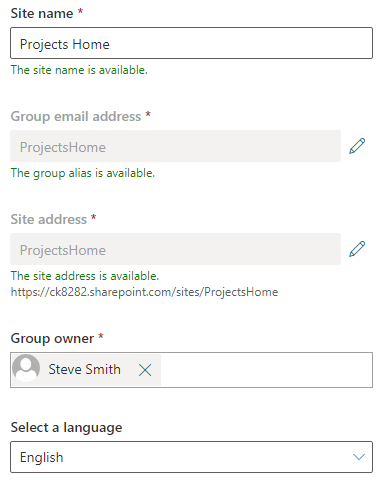 Site name *
Projects Home
The site name is available.
Group email address *
ProjectsHome
The group alias is available.
Site address *
ProjectsHome
The site address is available.
https://ck8282.sharepoint.com/sites/ProjectsHome
Group owner *
Steve Smith
Select a language
English